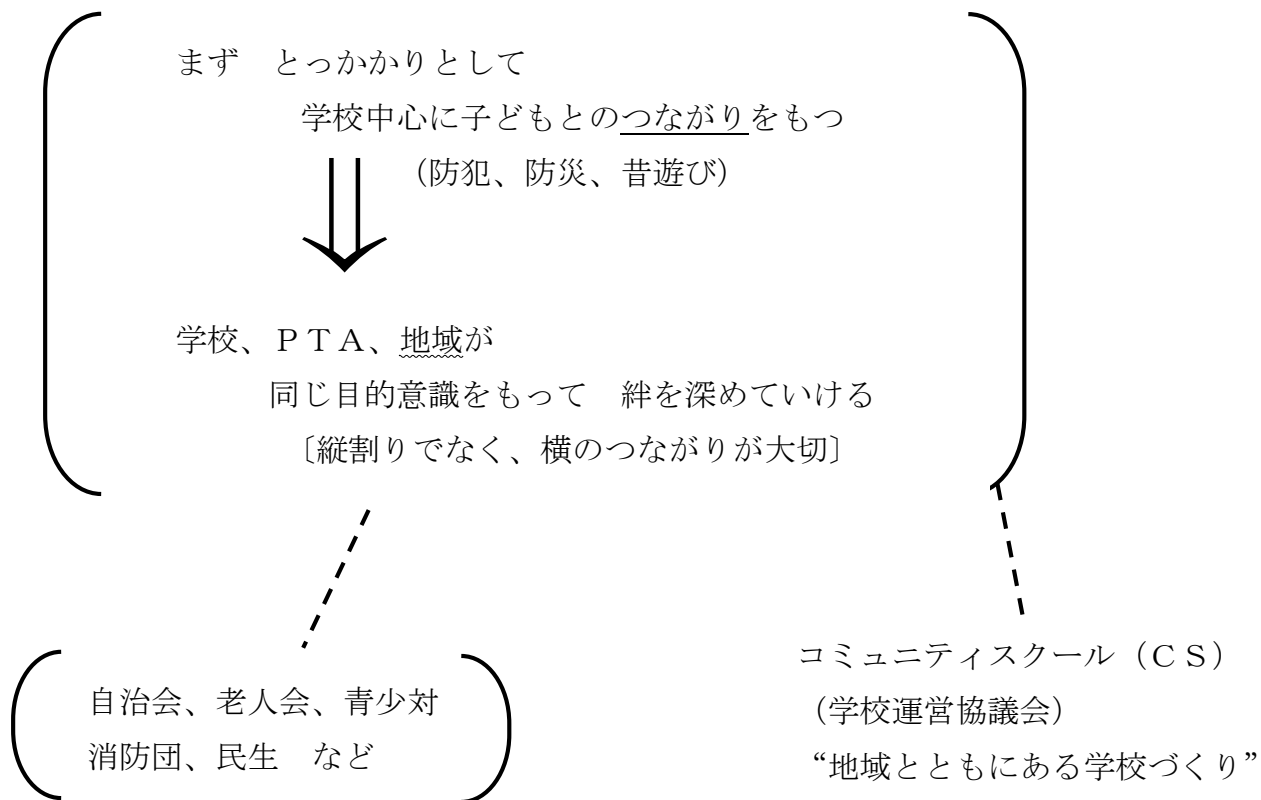 まず　とっかかりとして
学校中心に子どもとのつながりをもつ
（防犯、防災、昔遊び）
学校、ＰＴＡ、地域が
同じ目的意識をもって　絆を深めていける
〔縦割りでなく、横のつながりが大切〕
自治会、老人会、青少対
消防団、民生　など
コミュニティスクール（ＣＳ）
（学校運営協議会）
“地域とともにある学校づくり”